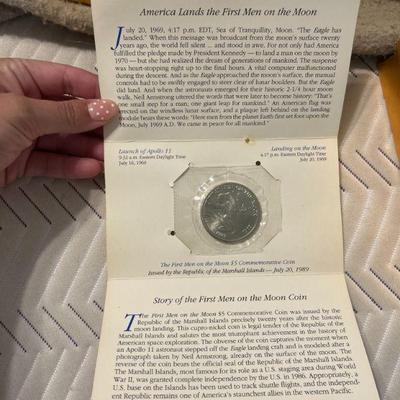 America Lands the First Men on the Moon
July 20, 1969, 4:17 p.m. EDT, Sea of Tranquility, Moon. "The Eagle has
landed." When this message was broadcast from the moon's surface twenty
years ago, the world fell silent ... and stood in awe. For not only had America
fulfilled the pledge made by President Kennedy — to land a man on the moon by
1970 — but she had realized the dream of generations of mankind. The suspense
was heart-stopping right up to the final hours. A vital computer malfunctioned
during the descent. And as the Eagle approached the moon's surface, the manual
controls had to be swiftly engaged to steer clear of lunar boulders. But the Eagle
did land. And when the astronauts emerged for their historic 2-1/4 hour moon
walk, Neil Armstrong uttered the words that were later to become history: "That's
one small step for a man; one giant leap for mankind." An American flag was
erected on the windless lunar surface, and a plaque left behind on the landing
module bears these words: "Here men from the planet Earth first set foot upon the
Moon, July 1969 A.D. We came in peace for all mankind."
Launch of Apollo 11
9:32 a.m. Eastern Daylight Time
July 16, 1969
Landing on the Moon
4:17 p.m. Eastern Daylight Time
July 20, 1969
The First Men on the Moon $5 Commemorative Coin
Issued by the Republic of the Marshall Islands — July 20, 1989
Story of the First Men on the Moon Coin
The First Men on the Moon $5 Commemorative Coin was issued by the
Republic of the Marshall Islands precisely twenty years after the historic
moon landing. This cupro-nickel coin is legal tender of the Republic of the
Marshall Islands and salutes the most triumphant achievement in the history of
American space exploration. The obverse of the coin captures the moment when
an Apollo 11 astronaut stepped off the Eagle landing craft and is modeled after a
photograph taken by Neil Armstrong, already on the surface of the moon. The
reverse of the coin bears the official seal of the Republic of the Marshall Islands.
The Marshall Islands, most famous for its role as a U.S. staging area during World
War II, was granted complete independence by the U.S. in 1986. Appropriately, a
U.S. base on the Islands has been used to track shuttle flights, and the independ-
ent Republic remains one of America's staunchest allies in the western Pacific.